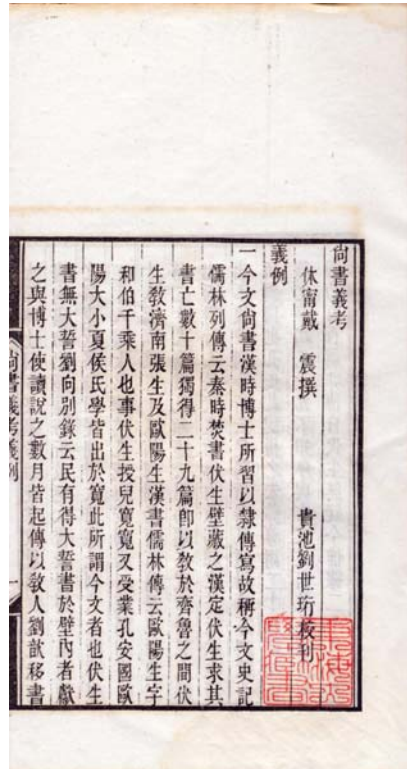 尚書義考
休甯戴　震撰
貴池劉世珩校刊
義例
一今文尚書漢時博士所習以隸傳寫故稱今文史記
儒林列傳云秦時焚書伏生壁藏之漢定伏生求其
書亡數十篇獨得二十九篇即以敎於齊魯之間伏
生敎濟南張生及歐陽生漢書儒林傳云歐陽生字
和伯千乘人也事伏生授兒寬寬又受業孔安國歐
陽大小夏侯氏學皆出於寬此所謂今文者也伏生
書無大誓劉向別錄云民有得大誓書於壁內者獻
之與博士使讀說之數月皆起傳以敎人劉歆移書
尚書義考義例
一